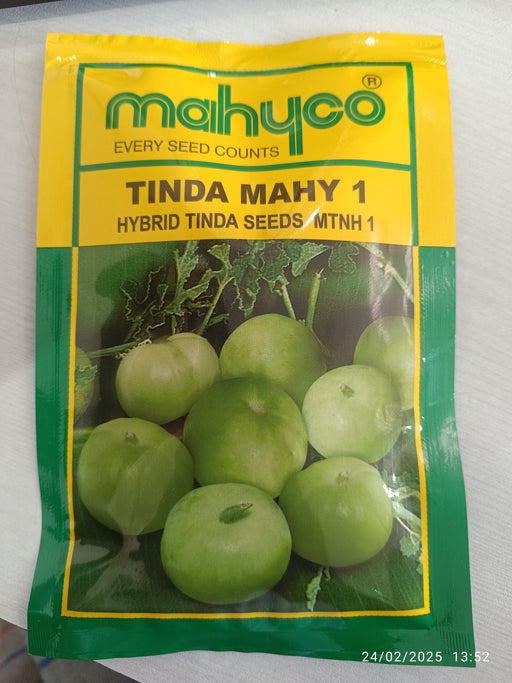 mahyco®
EVERY SEED COUNTS
TINDA MAHY 1
HYBRID TINDA SEEDS MTNH 1
24/02/2025 13:52